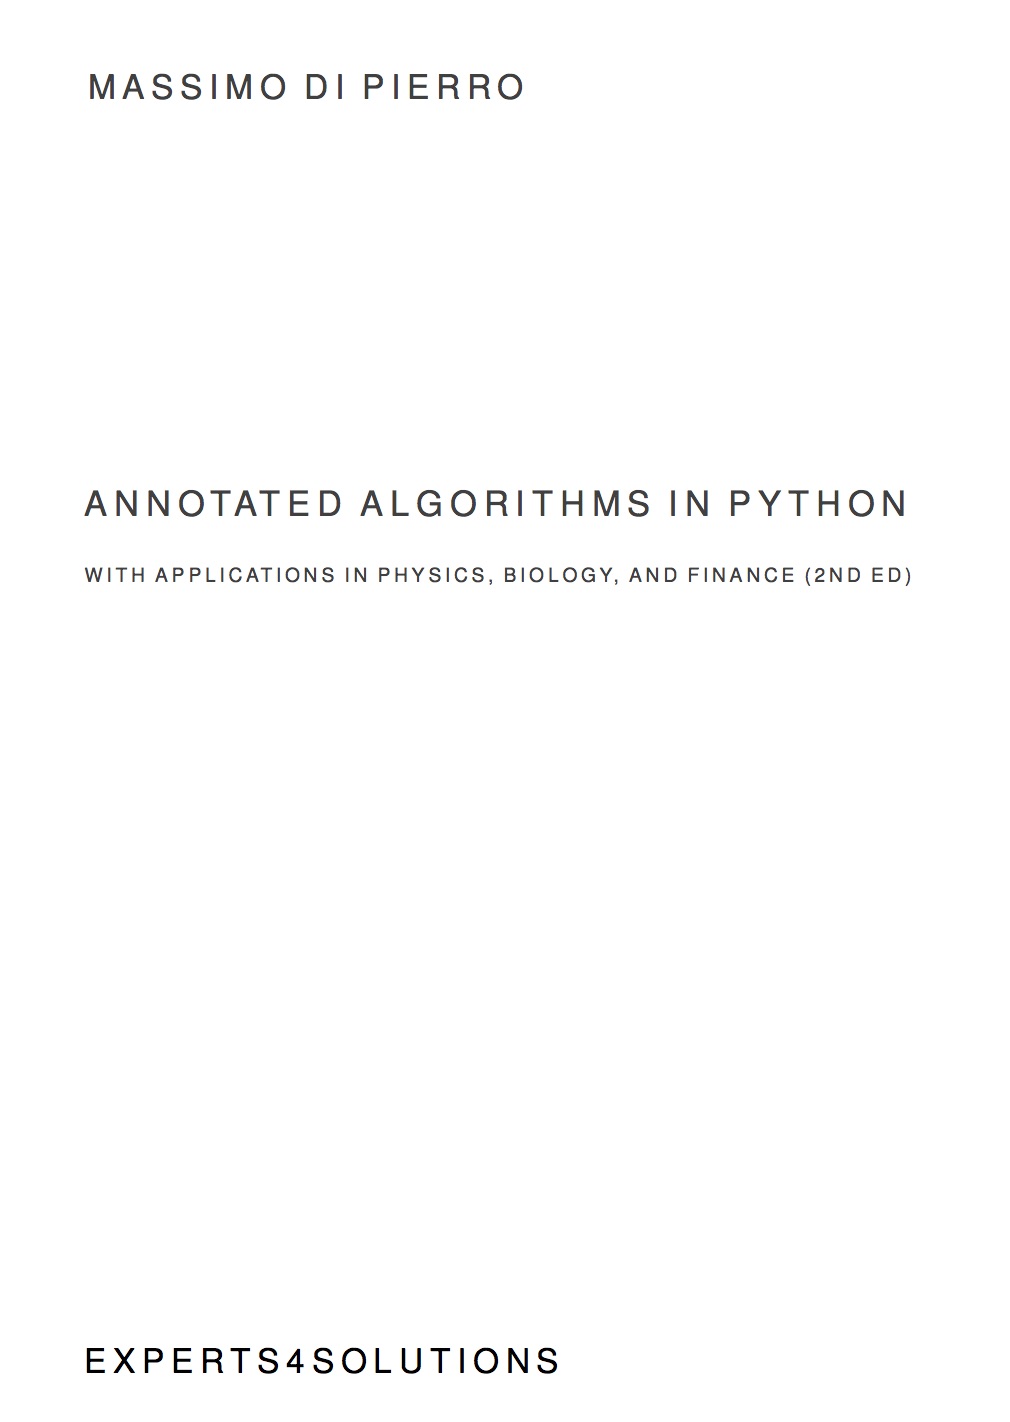 MASSIMO DI PIERRO
ANNOTATED ALGORITHMS IN PYTHON
WITH APPLICATIONS IN PHYSICS, BIOLOGY, AND FINANCE (2ND ED)
EXPERTS4SOLUTIONS